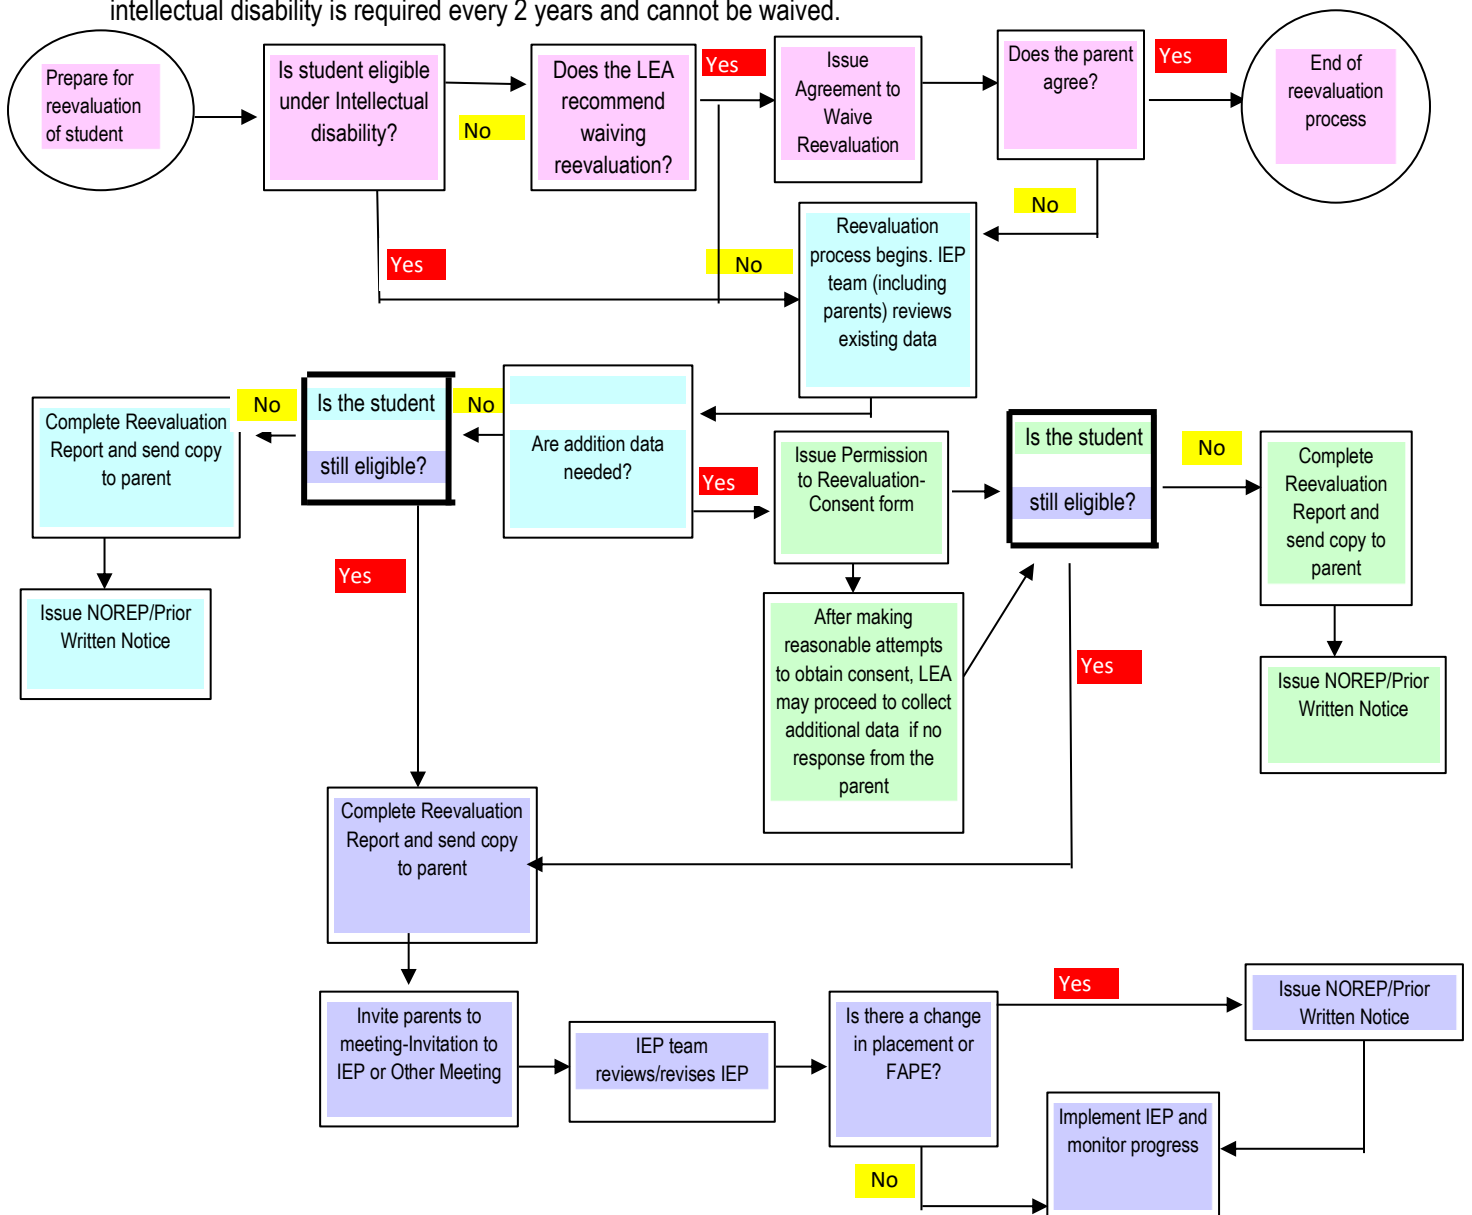 intellectual disability is required every 2 years and cannot be waived.
Prepare for
reevaluation
of student
Is student eligible
under Intellectual
disability?
No
Yes
Does the LEA
recommend
waiving
reevaluation?
Yes
No
Issue
Agreement to
Waive
Reevaluation
Does the parent
agree?
Yes
No
End of
reevaluation
process
Reevaluation
process begins. IEP
team (including
parents) reviews
existing data
Are addition data
needed?
No
Yes
Is the student
still eligible?
No
Yes
Complete Reevaluation
Report and send copy
to parent
Issue NOREP/Prior
Written Notice
Issue Permission
to Reevaluation-
Consent form
After making
reasonable attempts
to obtain consent, LEA
may proceed to collect
additional data if no
response from the
parent
Is the student
still eligible?
No
Yes
Complete
Reevaluation
Report and
send copy to
parent
Issue NOREP/Prior
Written Notice
Complete Reevaluation
Report and send copy
to parent
Invite parents to
meeting-Invitation to
IEP or Other Meeting
IEP team
reviews/revises IEP
Is there a change
in placement or
FAPE?
Yes
No
Issue NOREP/Prior
Written Notice
Implement IEP and
monitor progress